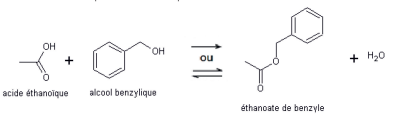 OH
O
+
OH
ou
O
O
+ H₂O
acide éthanoïque
alcool benzylique
éthanoate de benzyle